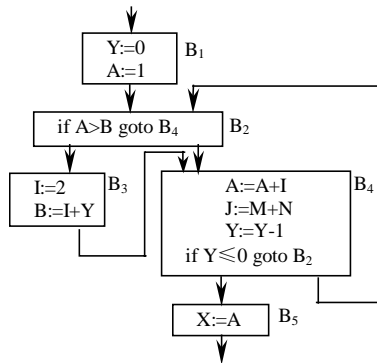 Y:=0
A:=1
B₁
if A>B goto B₄
B₂
I:=2
B:=I+Y
B₃
A:=A+I
J:=M+N
Y:=Y-1
if Y≤0 goto B₂
B₄
X:=A
B₅